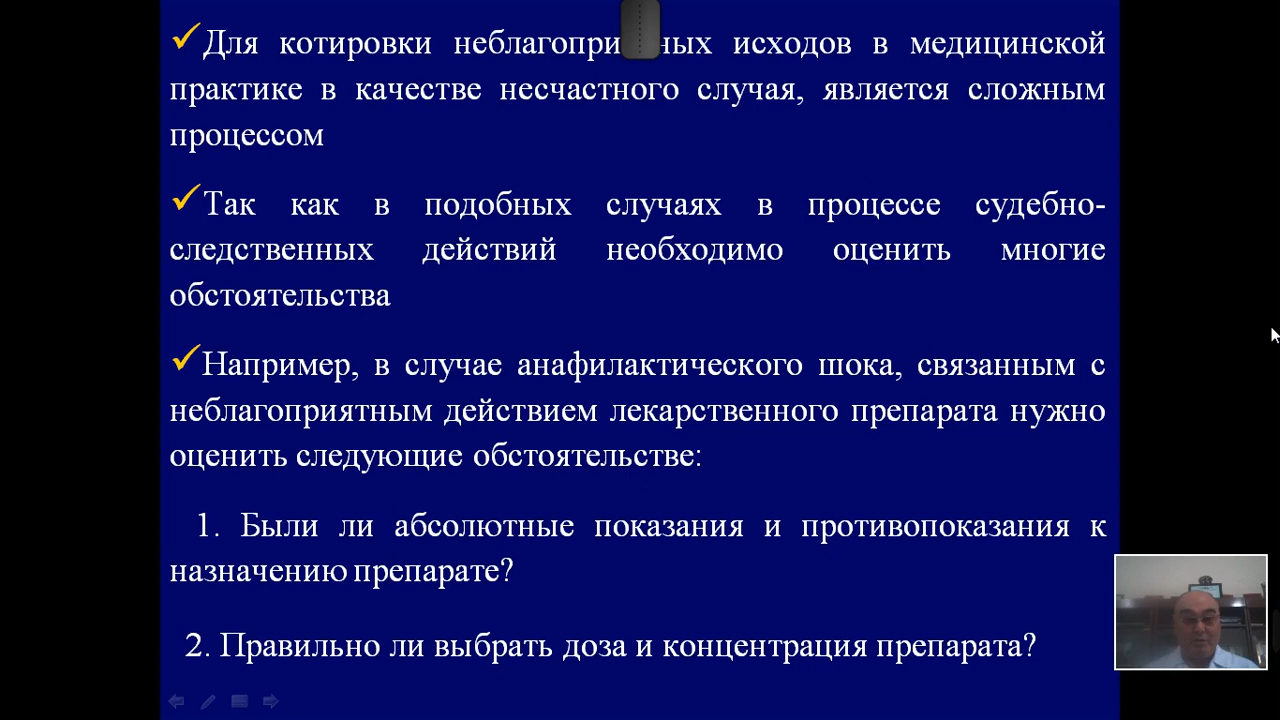 Для котировки исходов в медицинской
практике в качестве несчастного случая, является сложным
процессом
Так как в подобных случаях в процессе судебно-
следственных действий необходимо оценить многие
обстоятельства
Например, в случае анафилактического шока, связанным с
неблагоприятным действием лекарственного препарата нужно
оценить следующие обстоятельстве:
1. Были ли абсолютные показания и противопоказания к
назначению препарате?
2. Правильно ли выбрать доза и концентрация препарата?